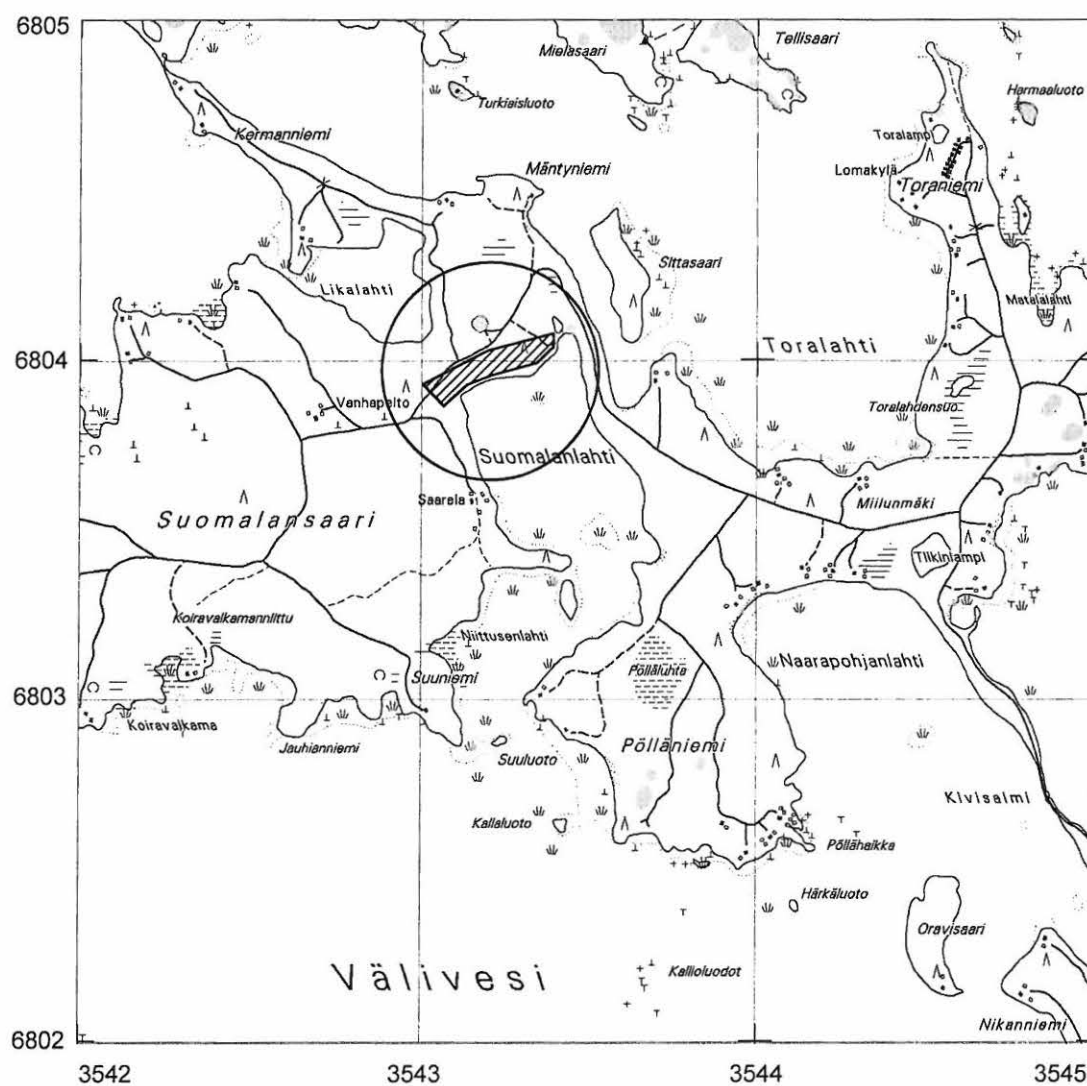 6805
Mielasaari
Tellisaari
Turkiaisluoto
Harmaaluoto
Kermanniemi
Toralampi
Mäntyniemi
Lomakylä
Toraniemi
Sittasaari
Likalahti
Matalalahti
6804
Toralahti
Vanhapelto
Toralahdensuo
Suomalanlahti
Saarela
Miilunmäki
Suomalansaari
Tilkinlampi
Koiravalkamanniittu
Niittusenlahti
Naarapohjanlahti
Pölläluhta
Suuniemi
6803
Koiravalkama
Jauhianniemi
Suuluoto
Pölläniemi
Kivisalmi
Kallaluoto
Pöllähaikka
Härkäluoto
Oravisaari
Välivesi
Kallioluodot
Nikanniemi
6802
3542
3543
3544
3545